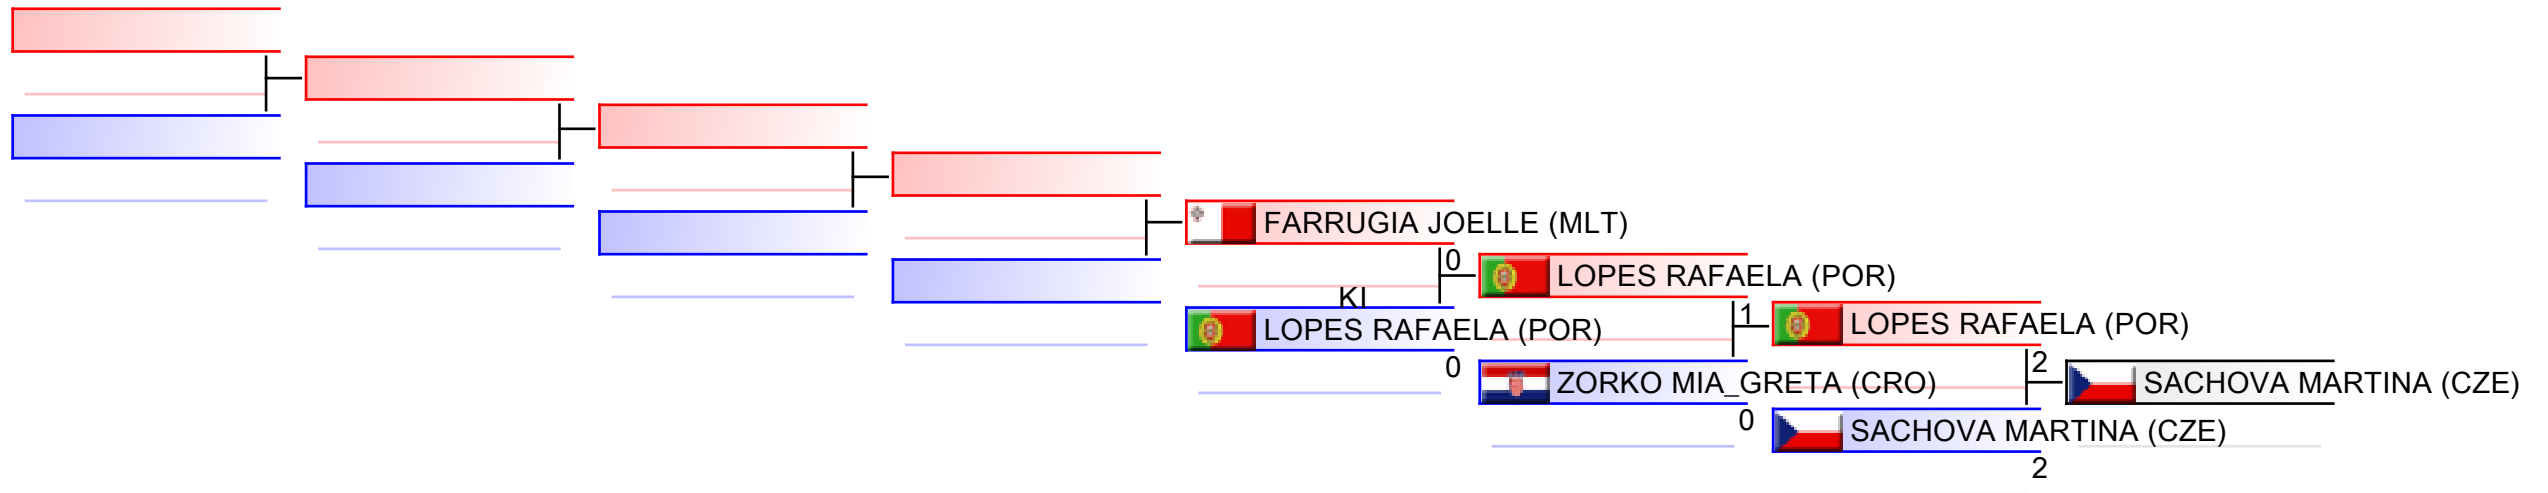 FARRUGIA JOELLE (MLT)
0
LOPES RAFAELA (POR)
KI
LOPES RAFAELA (POR)
1
LOPES RAFAELA (POR)
0
2
ZORKO MIA_GRETA (CRO)
SACHOVA MARTINA (CZE)
0
SACHOVA MARTINA (CZE)
2